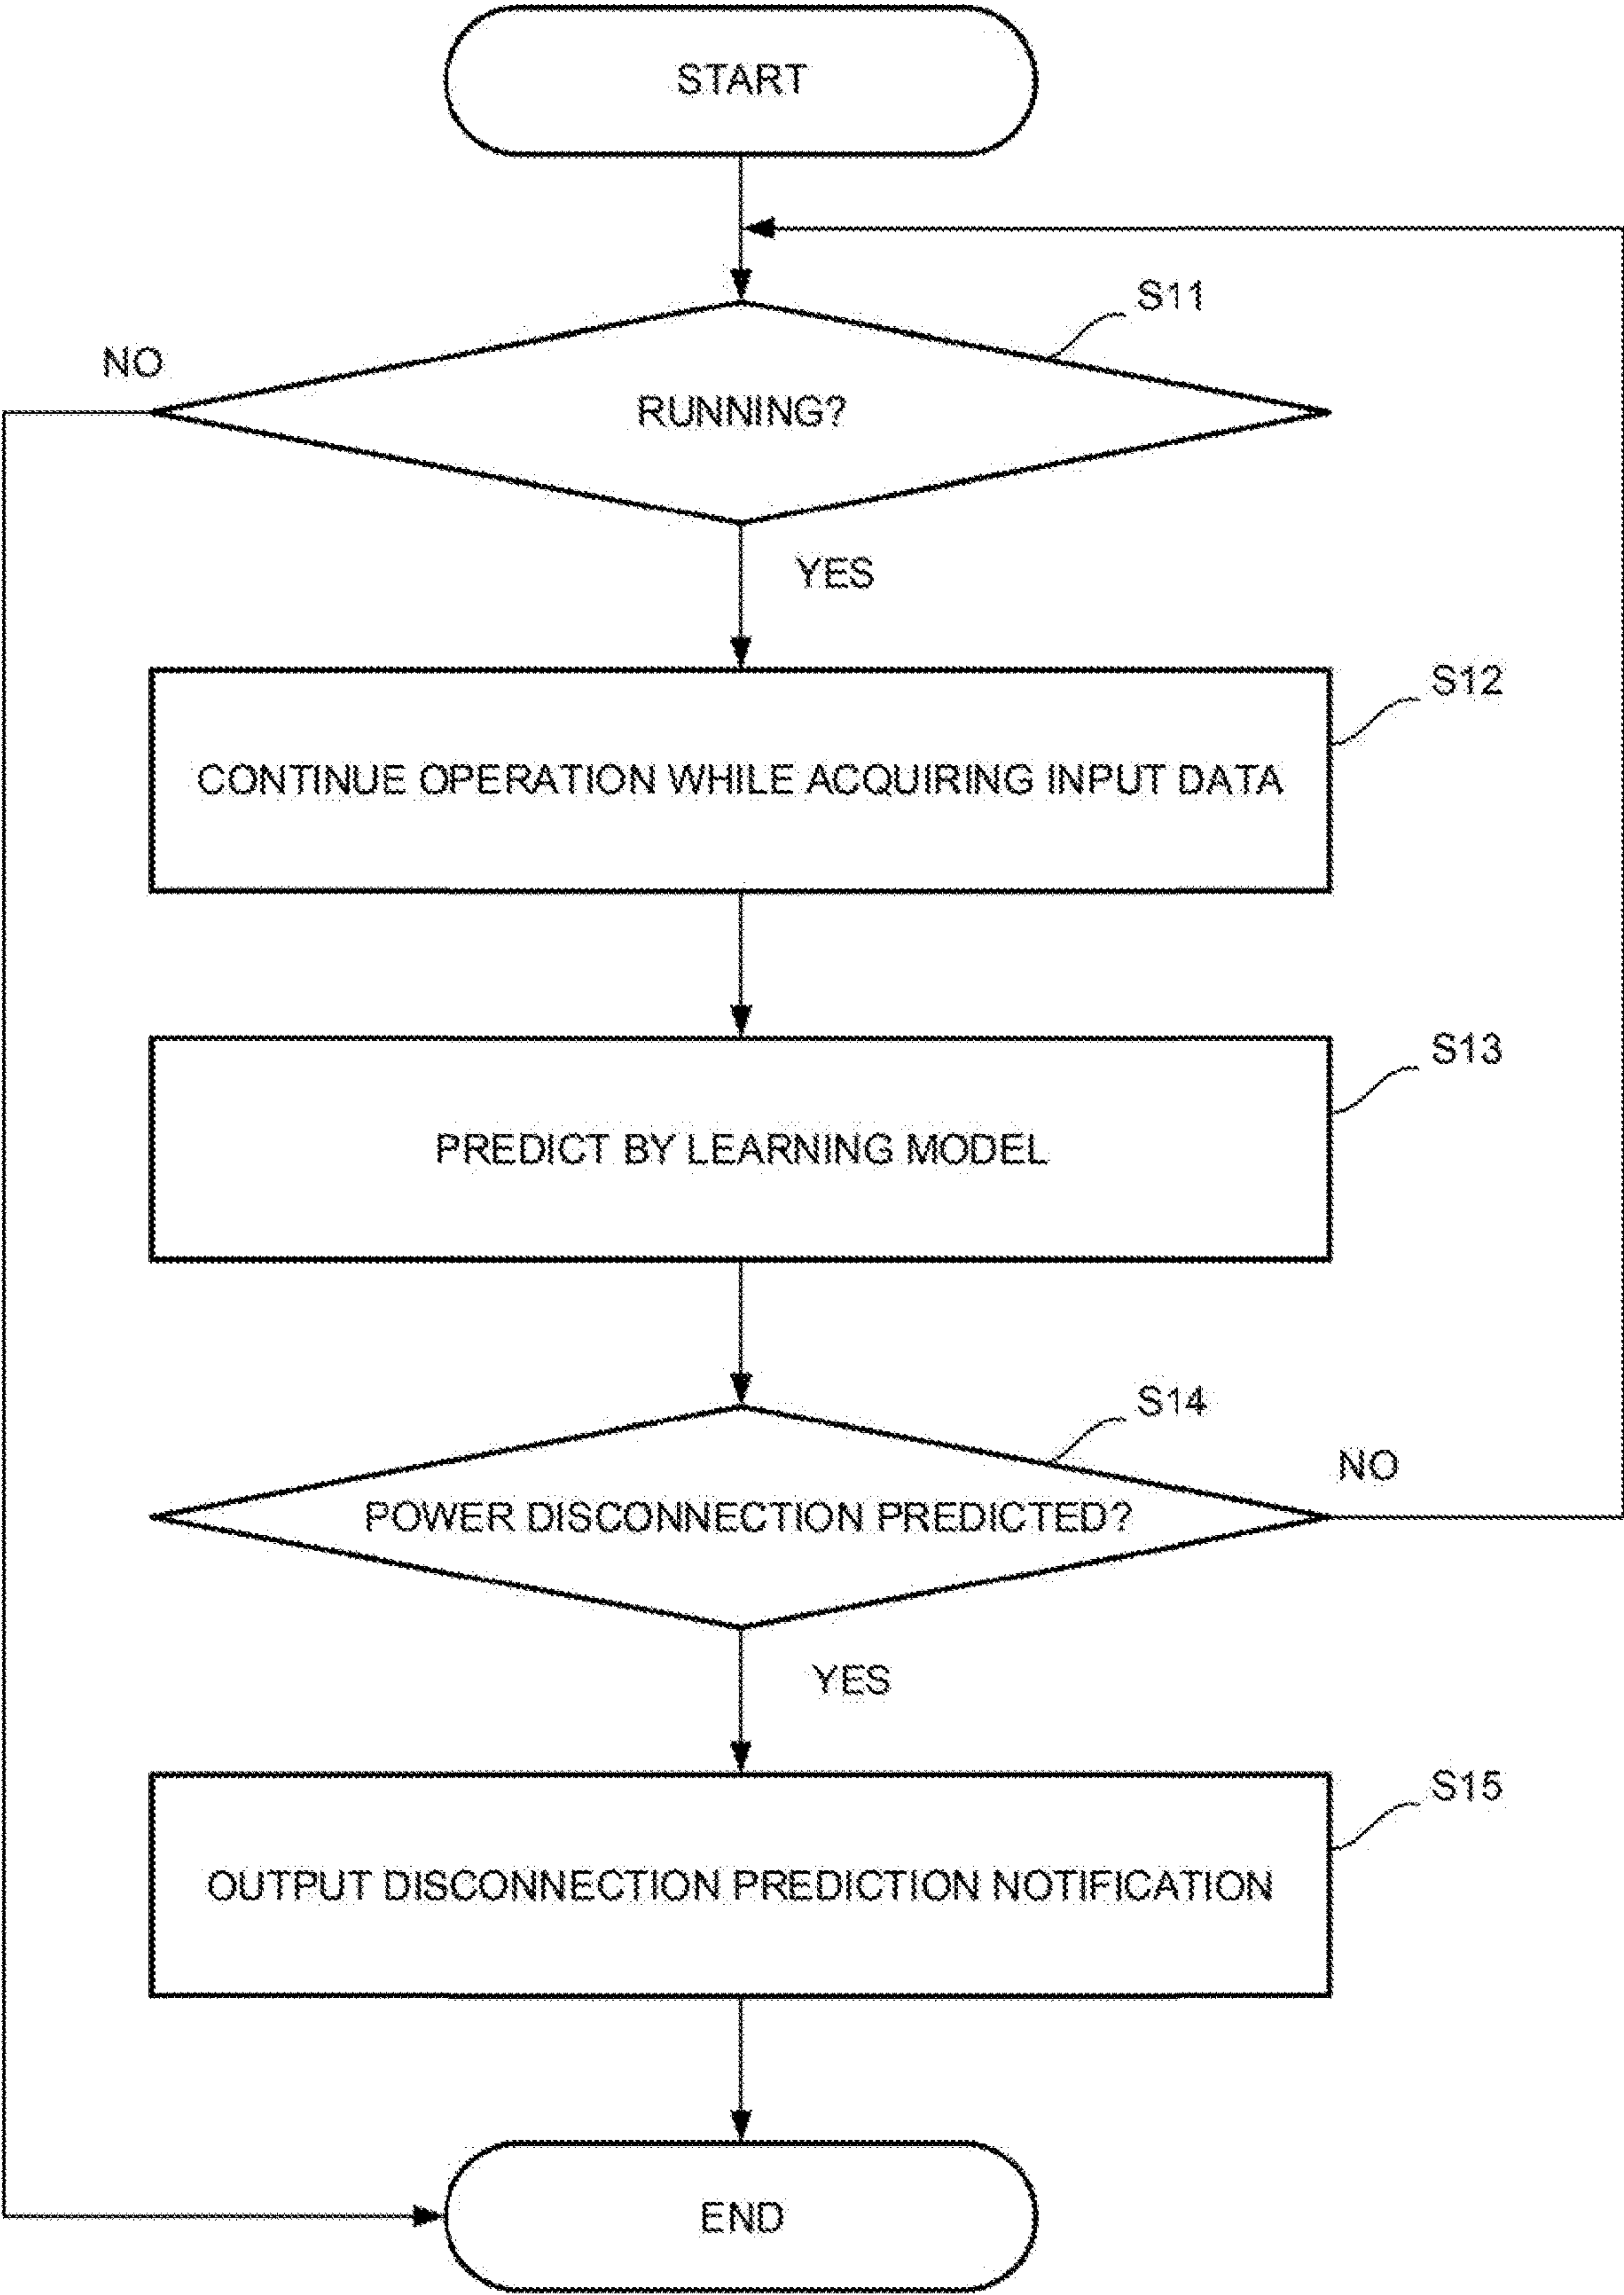 START
S11
NO
RUNNING?
YES
S12
CONTINUE OPERATION WHILE ACQUIRING INPUT DATA
S13
PREDICT BY LEARNING MODEL
S14
NO
POWER DISCONNECTION PREDICTED?
YES
S15
OUTPUT DISCONNECTION PREDICTION NOTIFICATION
END